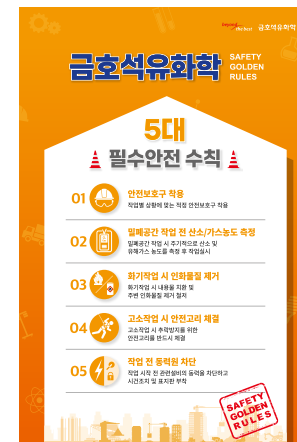 beyond the best 금호석유화학
금호석유화학 SAFETY GOLDEN RULES
5대
필수안전 수칙
01 안전보호구 착용
작업별 상황에 맞는 적정 안전보호구 착용
02 밀폐공간 작업 전 산소/가스농도 측정
밀폐공간 작업 시 주기적으로 산소 및
유해가스 농도를 측정 후 작업실시
03 화기작업 시 인화물질 제거
화기작업 시 내용물 치환 및
주변 인화물질 제거 철저
04 고소작업 시 안전고리 체결
고소작업 시 추락방지를 위한
안전고리를 반드시 체결
05 작업 전 동력원 차단
작업 시작 전 관련설비의 동력을 차단하고
시건조치 및 표지판 부착
SAFETY
GOLDEN
RULES